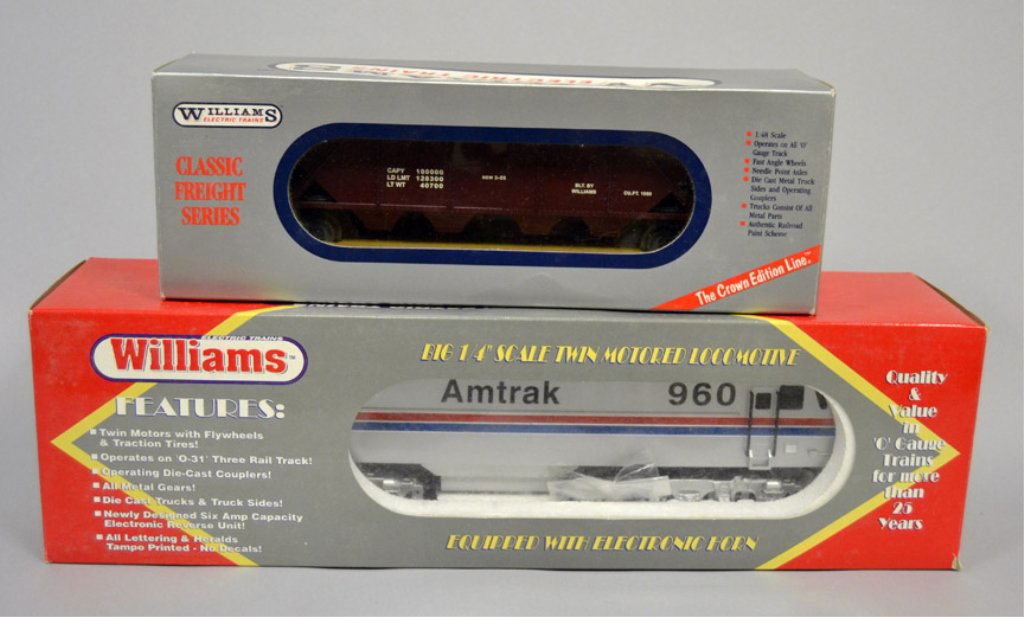 WILLIAMS
ELECTRIC TRAINS
CLASSIC
FREIGHT
SERIES
CAPY 100000
LD LMT 128300
LT WT 40700
NEW
BLT. BY
WILLIAMS
CU.FT.
1:48 Scale
Operates on All 'O'
Gauge Track
Fast Angle Wheels
Needle Point Axles
Die Cast Metal Truck
Sides and Operating
Couplers
Trucks Consist Of All
Metal Parts
Authentic Railroad
Paint Scheme
The Crown Edition Line.™
ELECTRIC TRAINS
Williams™
FEATURES:
Twin Motors with Flywheels
& Traction Tires!
Operates on 'O-31' Three Rail Track!
Operating Die-Cast Couplers!
All Metal Gears!
Die Cast Trucks & Truck Sides!
Newly Designed Six Amp Capacity
Electronic Reverse Unit!
All Lettering & Heralds
Tampo Printed - No Decals!
BIG 1/4" SCALE TWIN MOTORED LOCOMOTIVE
Amtrak 960
EQUIPPED WITH ELECTRONIC HORN
Quality
&
Value
in
'O' Gauge
Trains
for more
than
25
Years